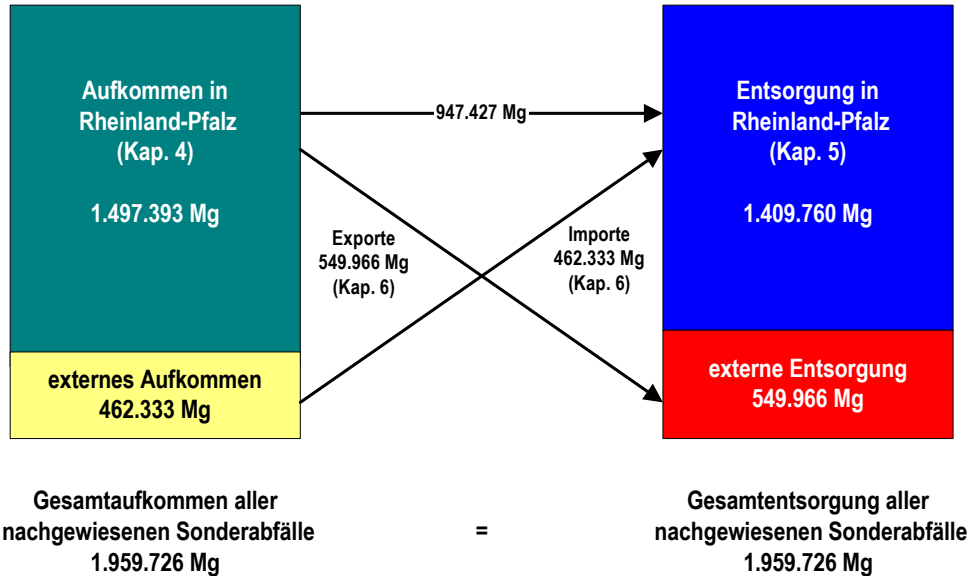 Aufkommen in
Rheinland-Pfalz
(Kap. 4)
1.497.393 Mg
947.427 Mg
Entsorgung in
Rheinland-Pfalz
(Kap. 5)
1.409.760 Mg
Exporte
549.966 Mg
(Kap. 6)
Importe
462.333 Mg
(Kap. 6)
externes Aufkommen
462.333 Mg
externe Entsorgung
549.966 Mg
Gesamtaufkommen aller
nachgewiesenen Sonderabfälle
1.959.726 Mg
=
Gesamtentsorgung aller
nachgewiesenen Sonderabfälle
1.959.726 Mg